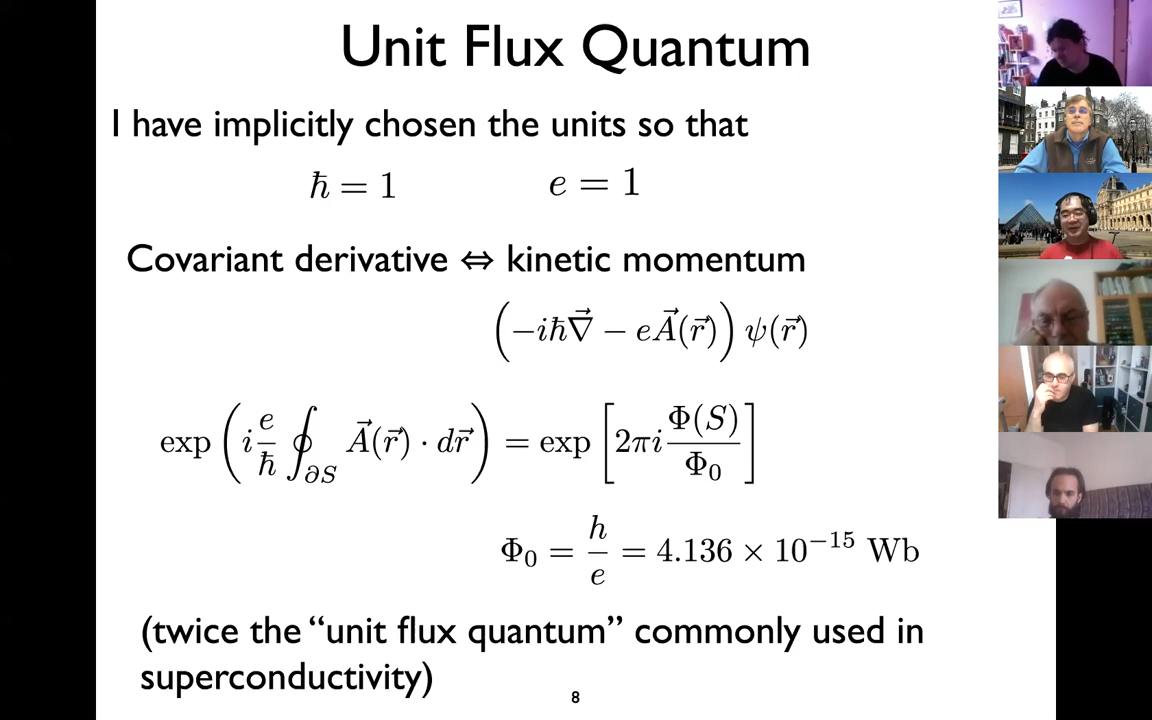 Unit Flux Quantum
I have implicitly chosen the units so that
ℏ = 1 e = 1
Covariant derivative ⇔ kinetic momentum
(−iℏ∇⃗ − eA⃗(r⃗)) ψ(r⃗)
exp (i e/ℏ ∮_∂S A⃗(r⃗) · dr⃗) = exp [2πi Φ(S)/Φ₀]
Φ₀ = h/e = 4.136 × 10⁻¹⁵ Wb
(twice the “unit flux quantum” commonly used in
superconductivity)
8